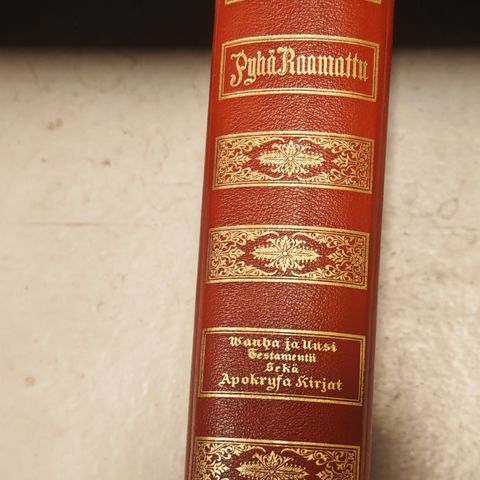 Pyhä Raamattu
Wanha ja Uusi
Testamentti
Sekä
Apokryfa Kirjat